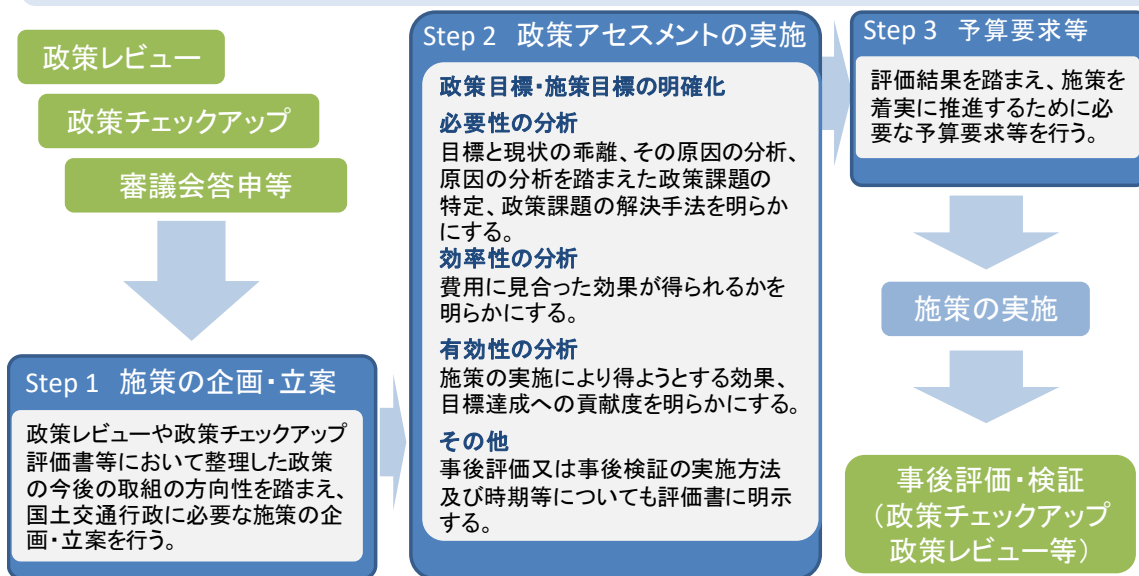 政策レビュー
政策チェックアップ
審議会答申等
Step 1 施策の企画・立案
政策レビューや政策チェックアップ
評価書等において整理した政策
の今後の取組の方向性を踏まえ、
国土交通行政に必要な施策の企
画・立案を行う。
Step 2 政策アセスメントの実施
政策目標・施策目標の明確化
必要性の分析
目標と現状の乖離、その原因の分析、
原因の分析を踏まえた政策課題の
特定、政策課題の解決手法を明らか
にする。
効率性の分析
費用に見合った効果が得られるかを
明らかにする。
有効性の分析
施策の実施により得ようとする効果、
目標達成への貢献度を明らかにする。
その他
事後評価又は事後検証の実施方法
及び時期等についても評価書に明示
する。
Step 3 予算要求等
評価結果を踏まえ、施策を
着実に推進するために必
要な予算要求等を行う。
施策の実施
事後評価・検証
（政策チェックアップ
政策レビュー等）